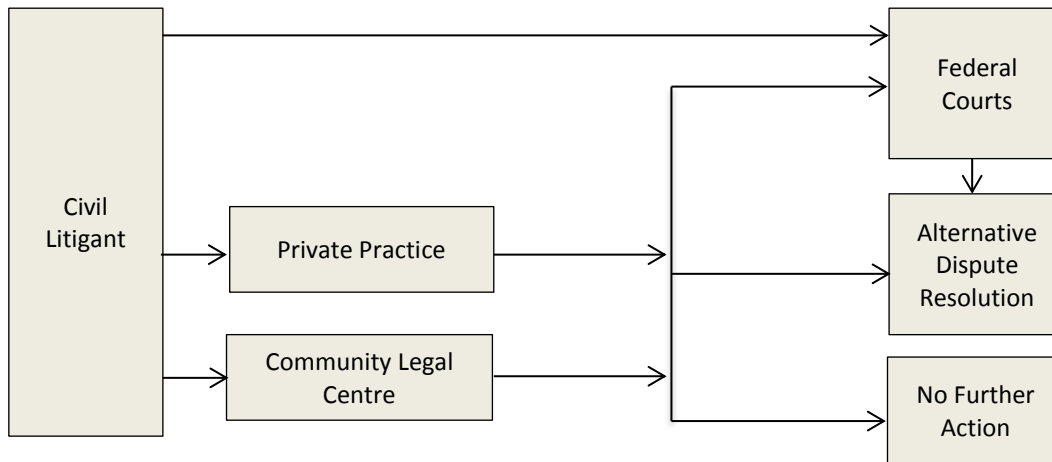 Civil
Litigant
Private Practice
Community Legal
Centre
Federal
Courts
Alternative
Dispute
Resolution
No Further
Action